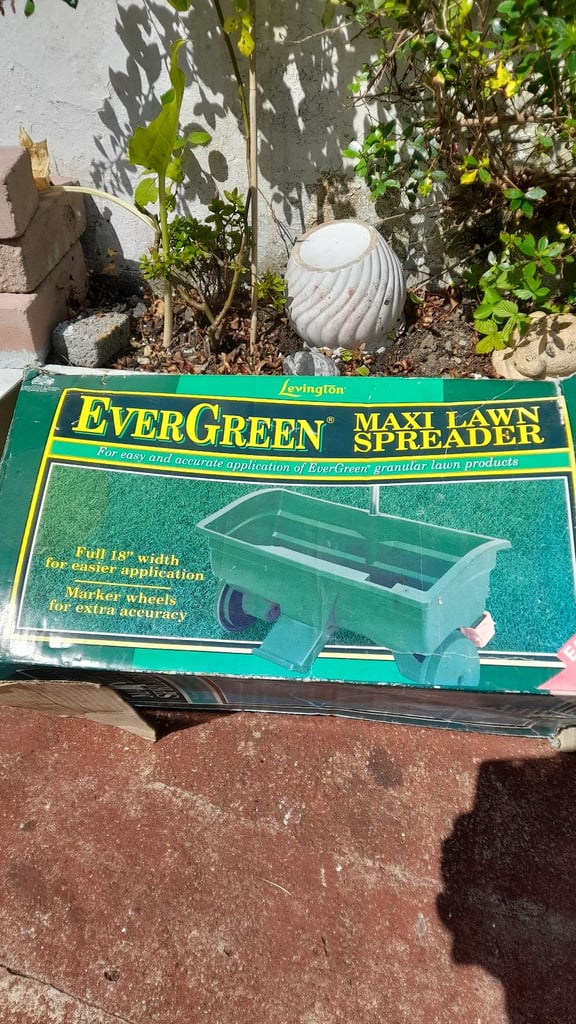 Levington®
EVERGREEN® MAXI LAWN
SPREADER
For easy and accurate application of EverGreen® granular lawn products
Full 18" width
for easier application
Marker wheels
for extra accuracy